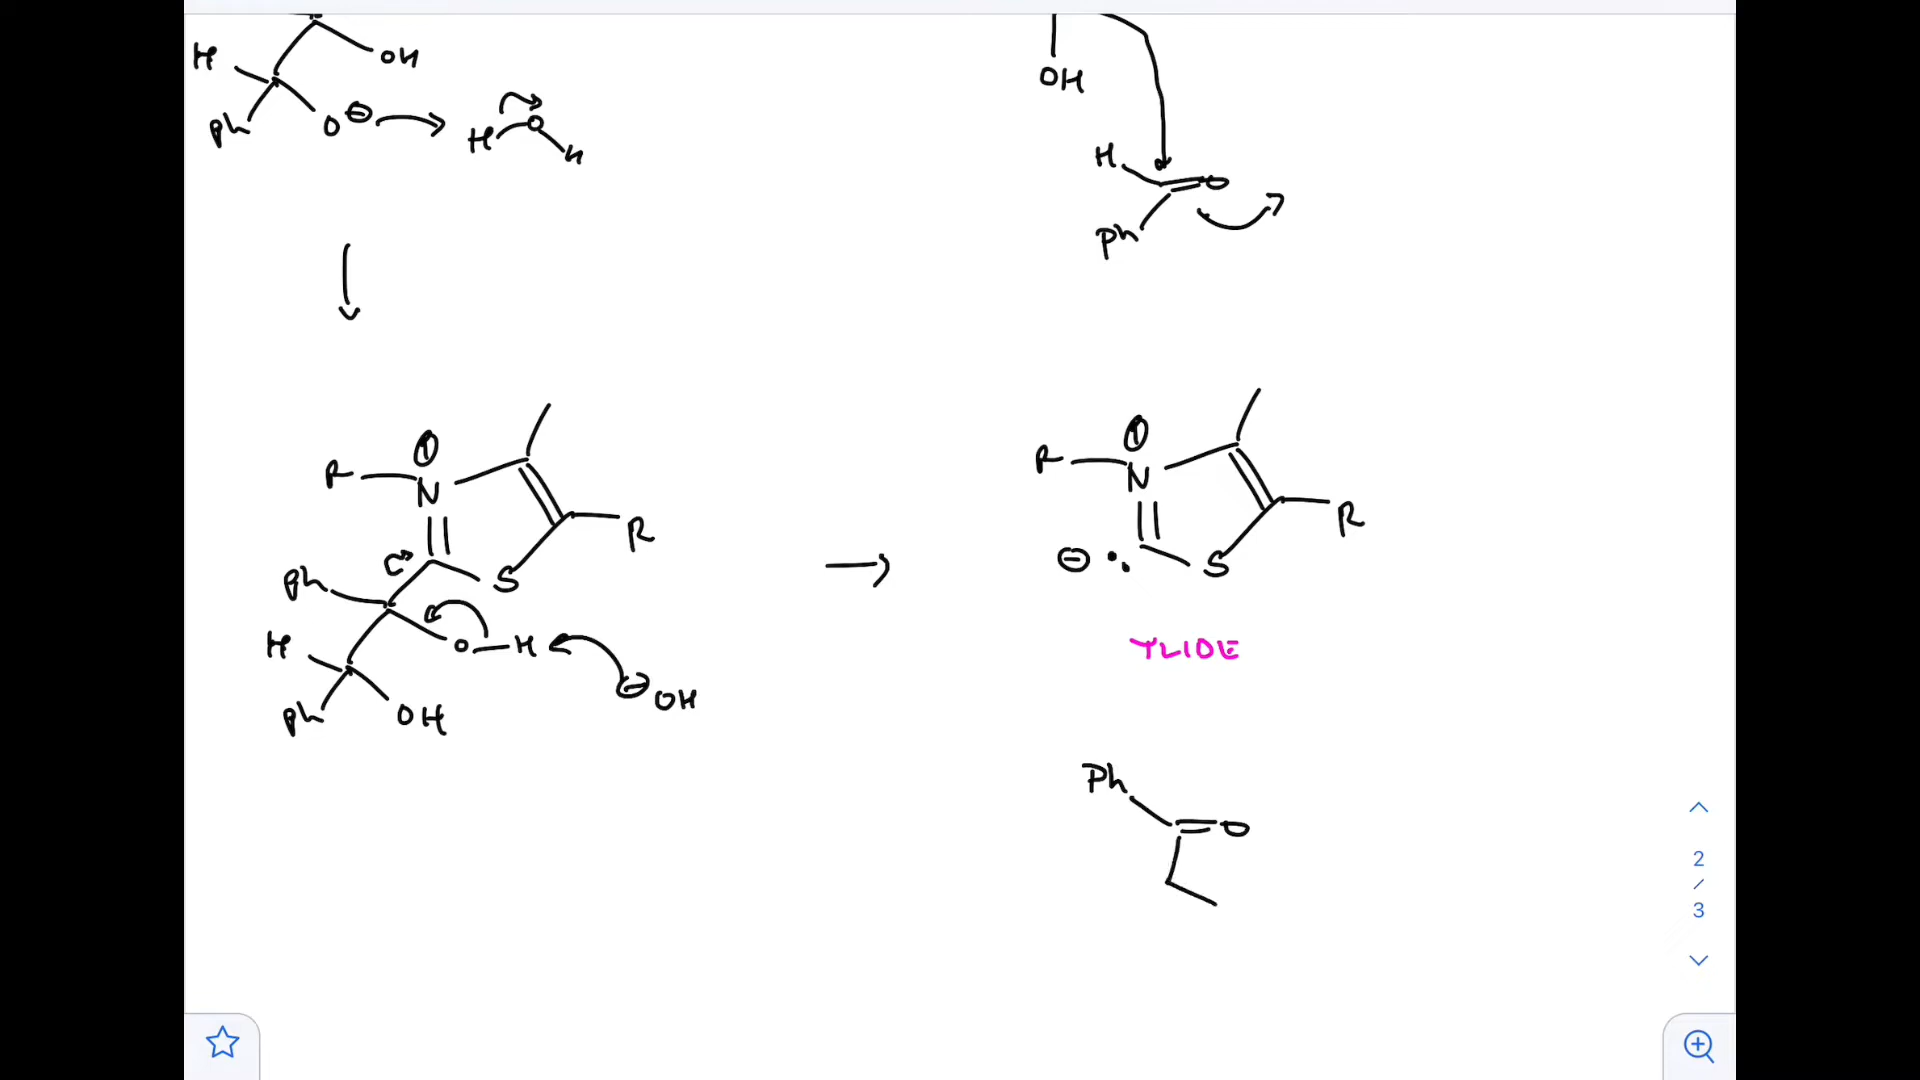 H
OH
Ph
O ⊖
H O H
OH
H
O
Ph
R N ⊕
R
S
Ph
H
O H
⊖ OH
Ph
OH
R N ⊕
R
⊖ :
S
YLIDE
Ph
O
2
/
3